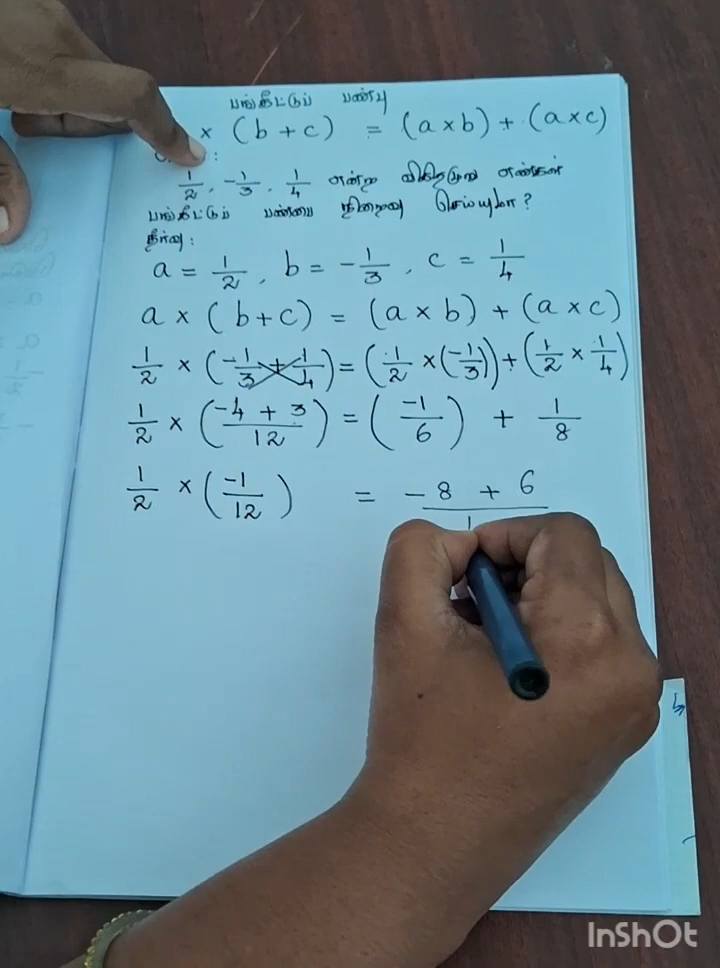 பங்கீட்டுப் பண்பு
× (b + c) = (a×b) + (a×c)
1/2, -1/3, 1/4 என்ற விகிதமுறு எண்கள்
பங்கீட்டுப் பண்பை நிறைவு செய்யுமா?
தீர்வு:
a = 1/2, b = -1/3, c = 1/4
a × (b+c) = (a × b) + (a × c)
1/2 × (-1/3 + 1/4) = (1/2 × (-1/3)) + (1/2 × 1/4)
1/2 × (-4 + 3/12) = (-1/6) + 1/8
1/2 × (-1/12) = -8 + 6
InShOt